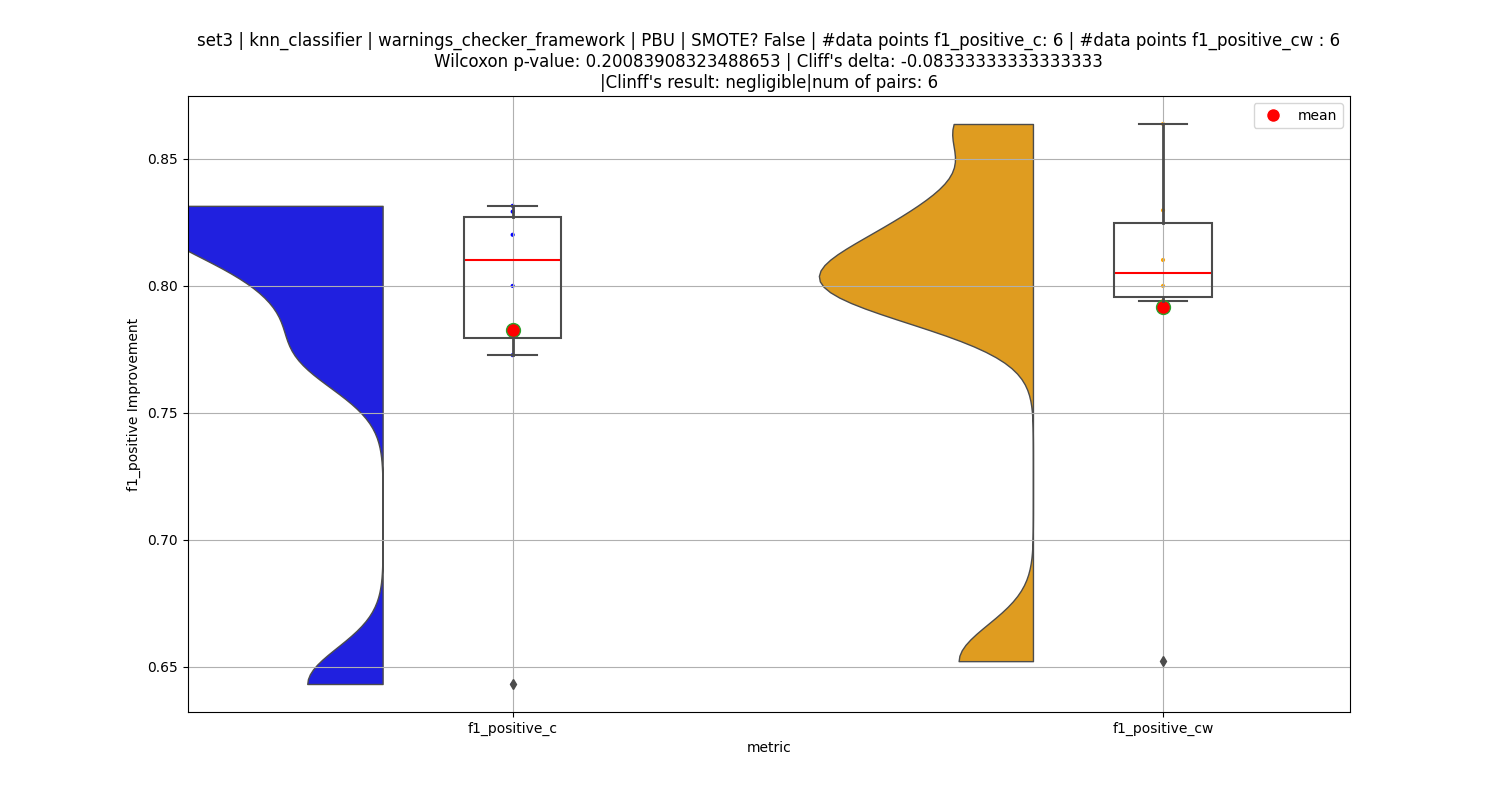 set3 | knn_classifier | warnings_checker_framework | PBU | SMOTE? False | #data points f1_positive_c: 6 | #data points f1_positive_cw : 6
Wilcoxon p-value: 0.20083908323488653 | Cliff's delta: -0.08333333333333333
|Clinff's result: negligible|num of pairs: 6
mean
0.85
0.80
0.75
0.70
0.65
f1_positive Improvement
f1_positive_c
f1_positive_cw
metric